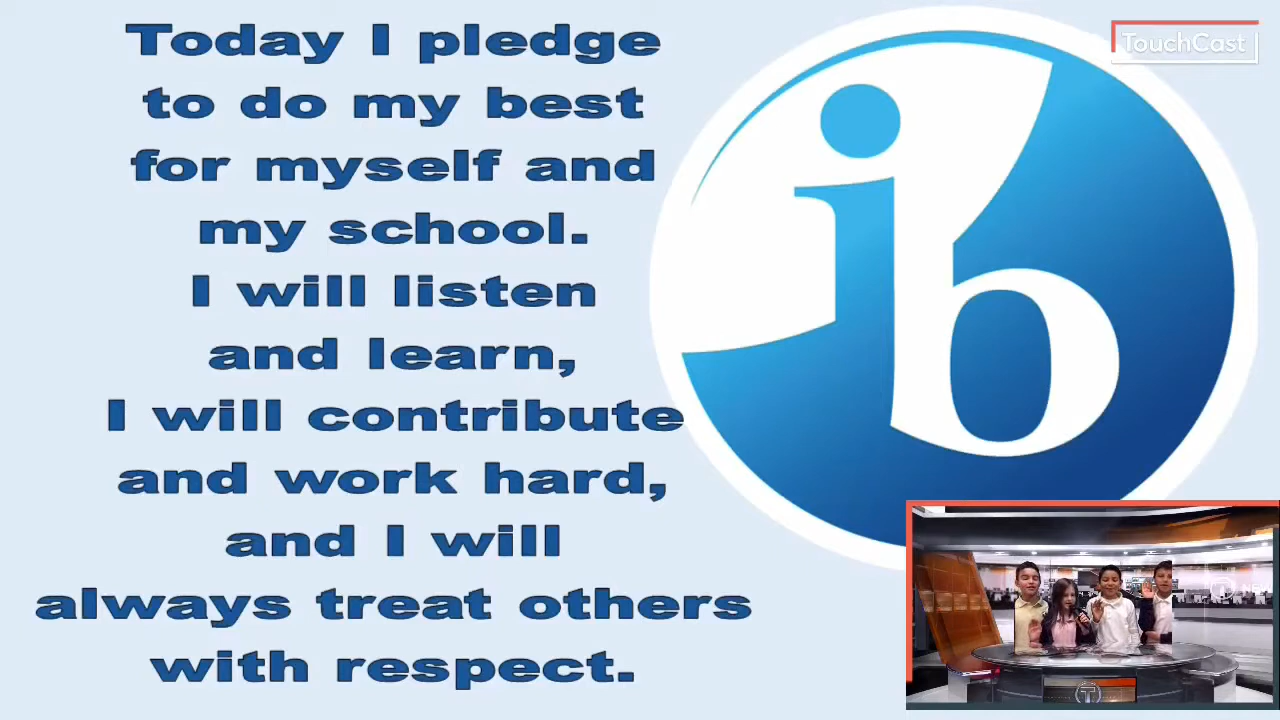 Today I pledge
to do my best
for myself and
my school.
I will listen
and learn,
I will contribute
and work hard,
and I will
always treat others
with respect.
ib
TouchCast
T